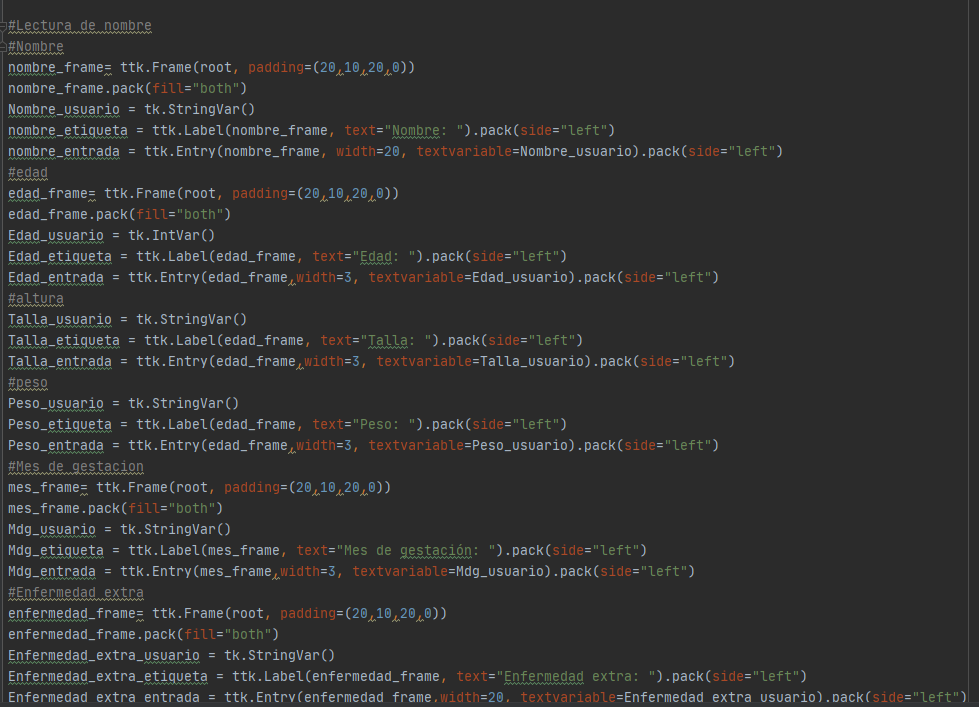 #Lectura de nombre
#Nombre
nombre_frame= ttk.Frame(root, padding=(20,10,20,0))
nombre_frame.pack(fill="both")
Nombre_usuario = tk.StringVar()
nombre_etiqueta = ttk.Label(nombre_frame, text="Nombre: ").pack(side="left")
nombre_entrada = ttk.Entry(nombre_frame, width=20, textvariable=Nombre_usuario).pack(side="left")
#edad
edad_frame= ttk.Frame(root, padding=(20,10,20,0))
edad_frame.pack(fill="both")
Edad_usuario = tk.IntVar()
Edad_etiqueta = ttk.Label(edad_frame, text="Edad: ").pack(side="left")
Edad_entrada = ttk.Entry(edad_frame,width=3, textvariable=Edad_usuario).pack(side="left")
#altura
Talla_usuario = tk.StringVar()
Talla_etiqueta = ttk.Label(edad_frame, text="Talla: ").pack(side="left")
Talla_entrada = ttk.Entry(edad_frame,width=3, textvariable=Talla_usuario).pack(side="left")
#peso
Peso_usuario = tk.StringVar()
Peso_etiqueta = ttk.Label(edad_frame, text="Peso: ").pack(side="left")
Peso_entrada = ttk.Entry(edad_frame,width=3, textvariable=Peso_usuario).pack(side="left")
#Mes de gestacion
mes_frame= ttk.Frame(root, padding=(20,10,20,0))
mes_frame.pack(fill="both")
Mdg_usuario = tk.StringVar()
Mdg_etiqueta = ttk.Label(mes_frame, text="Mes de gestación: ").pack(side="left")
Mdg_entrada = ttk.Entry(mes_frame,width=3, textvariable=Mdg_usuario).pack(side="left")
#Enfermedad extra
enfermedad_frame= ttk.Frame(root, padding=(20,10,20,0))
enfermedad_frame.pack(fill="both")
Enfermedad_extra_usuario = tk.StringVar()
Enfermedad_extra_etiqueta = ttk.Label(enfermedad_frame, text="Enfermedad extra: ").pack(side="left")
Enfermedad_extra_entrada = ttk.Entry(enfermedad_frame,width=20, textvariable=Enfermedad_extra_usuario).pack(side="left")